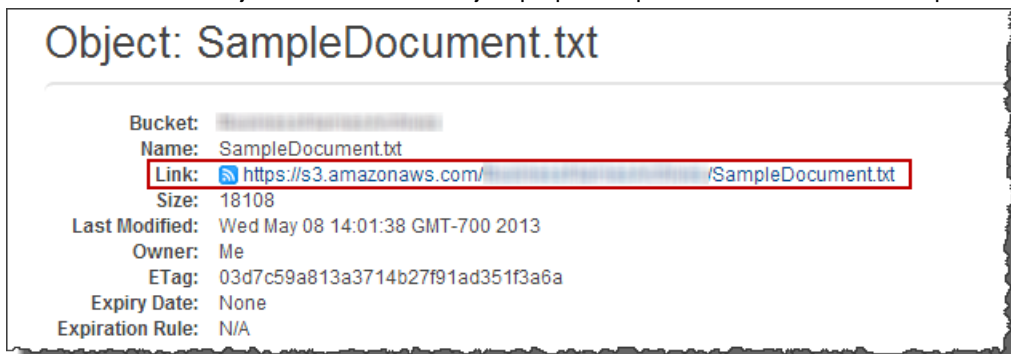 Object: SampleDocument.txt
Bucket:
Name: SampleDocument.txt
Link: https://s3.amazonaws.com/ /SampleDocument.txt
Size: 18108
Last Modified: Wed May 08 14:01:38 GMT-700 2013
Owner: Me
ETag: 03d7c59a813a3714b27f91ad351f3a6a
Expiry Date: None
Expiration Rule: N/A